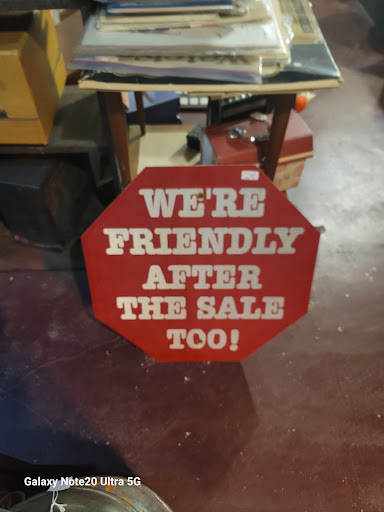 WE'RE
FRIENDLY
AFTER
THE SALE
TOO!
Galaxy Note20 Ultra 5G